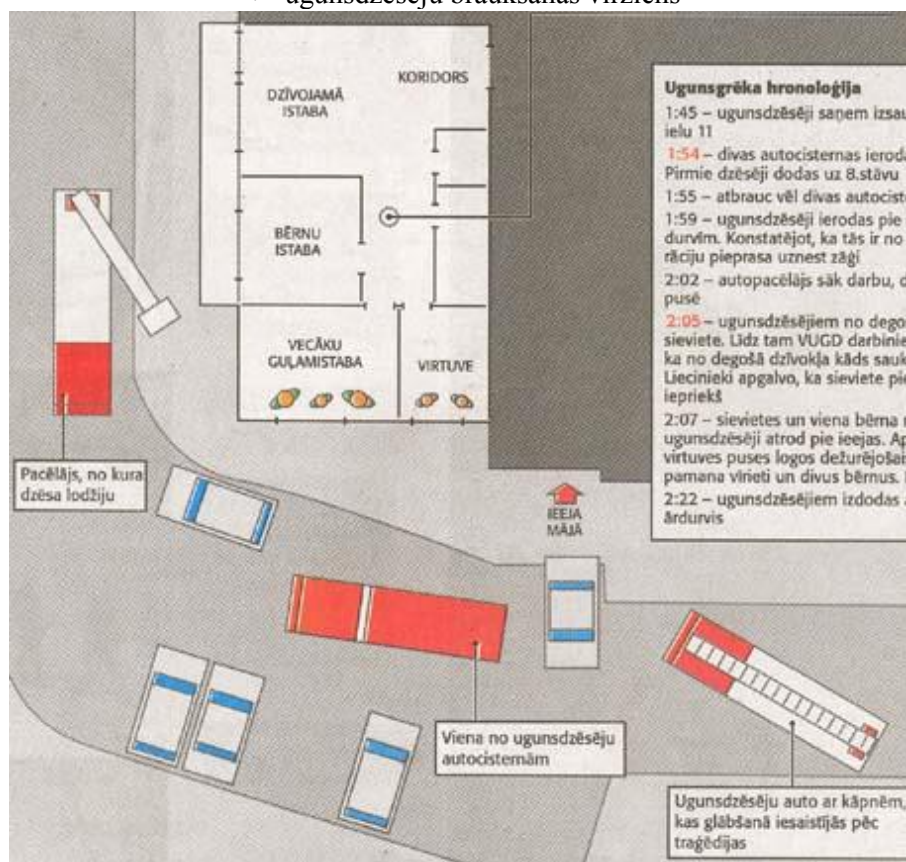 ugunsdzēsēju braukšanas virziens
DZĪVOJAMĀ
ISTABA
KORIDORS
BĒRNU
ISTABA
VECĀKU
GUĻAMISTABA
VIRTUVE
Pacēlājs, no kura
dzēsa lodžiju
IEEJA
MĀJĀ
Viena no ugunsdzēsēju
autocisternām
Ugunsdzēsēju auto ar kāpnēm,
kas glābšanā iesaistījās pēc
traģēdijas
Ugunsgrēka hronoloģija
1:45 – ugunsdzēsēji saņem izsau
ielu 11
1:54 – divas autocisternas ieroda
Pirmie dzēsēji dodas uz 8.stāvu
1:55 – atbrauc vēl divas autociste
1:59 – ugunsdzēsēji ierodas pie
durvīm. Konstatējot, ka tās ir no
rāciju pieprasa uznest zāģi
2:02 – autopacēlājs sāk darbu, d
pusē
2:05 – ugunsdzēsējiem no dego
sieviete. Līdz tam VUGD darbinie
ka no degošā dzīvokļa kāds sauk
Liecinieki apgalvo, ka sieviete pie
iepriekš
2:07 – sievietes un viena bērna
ugunsdzēsēji atrod pie ieejas. Ap
virtuves puses logos dežurējošai
pamana vīrieti un divus bērnus.
2:22 – ugunsdzēsējiem izdodas
ārdurvis